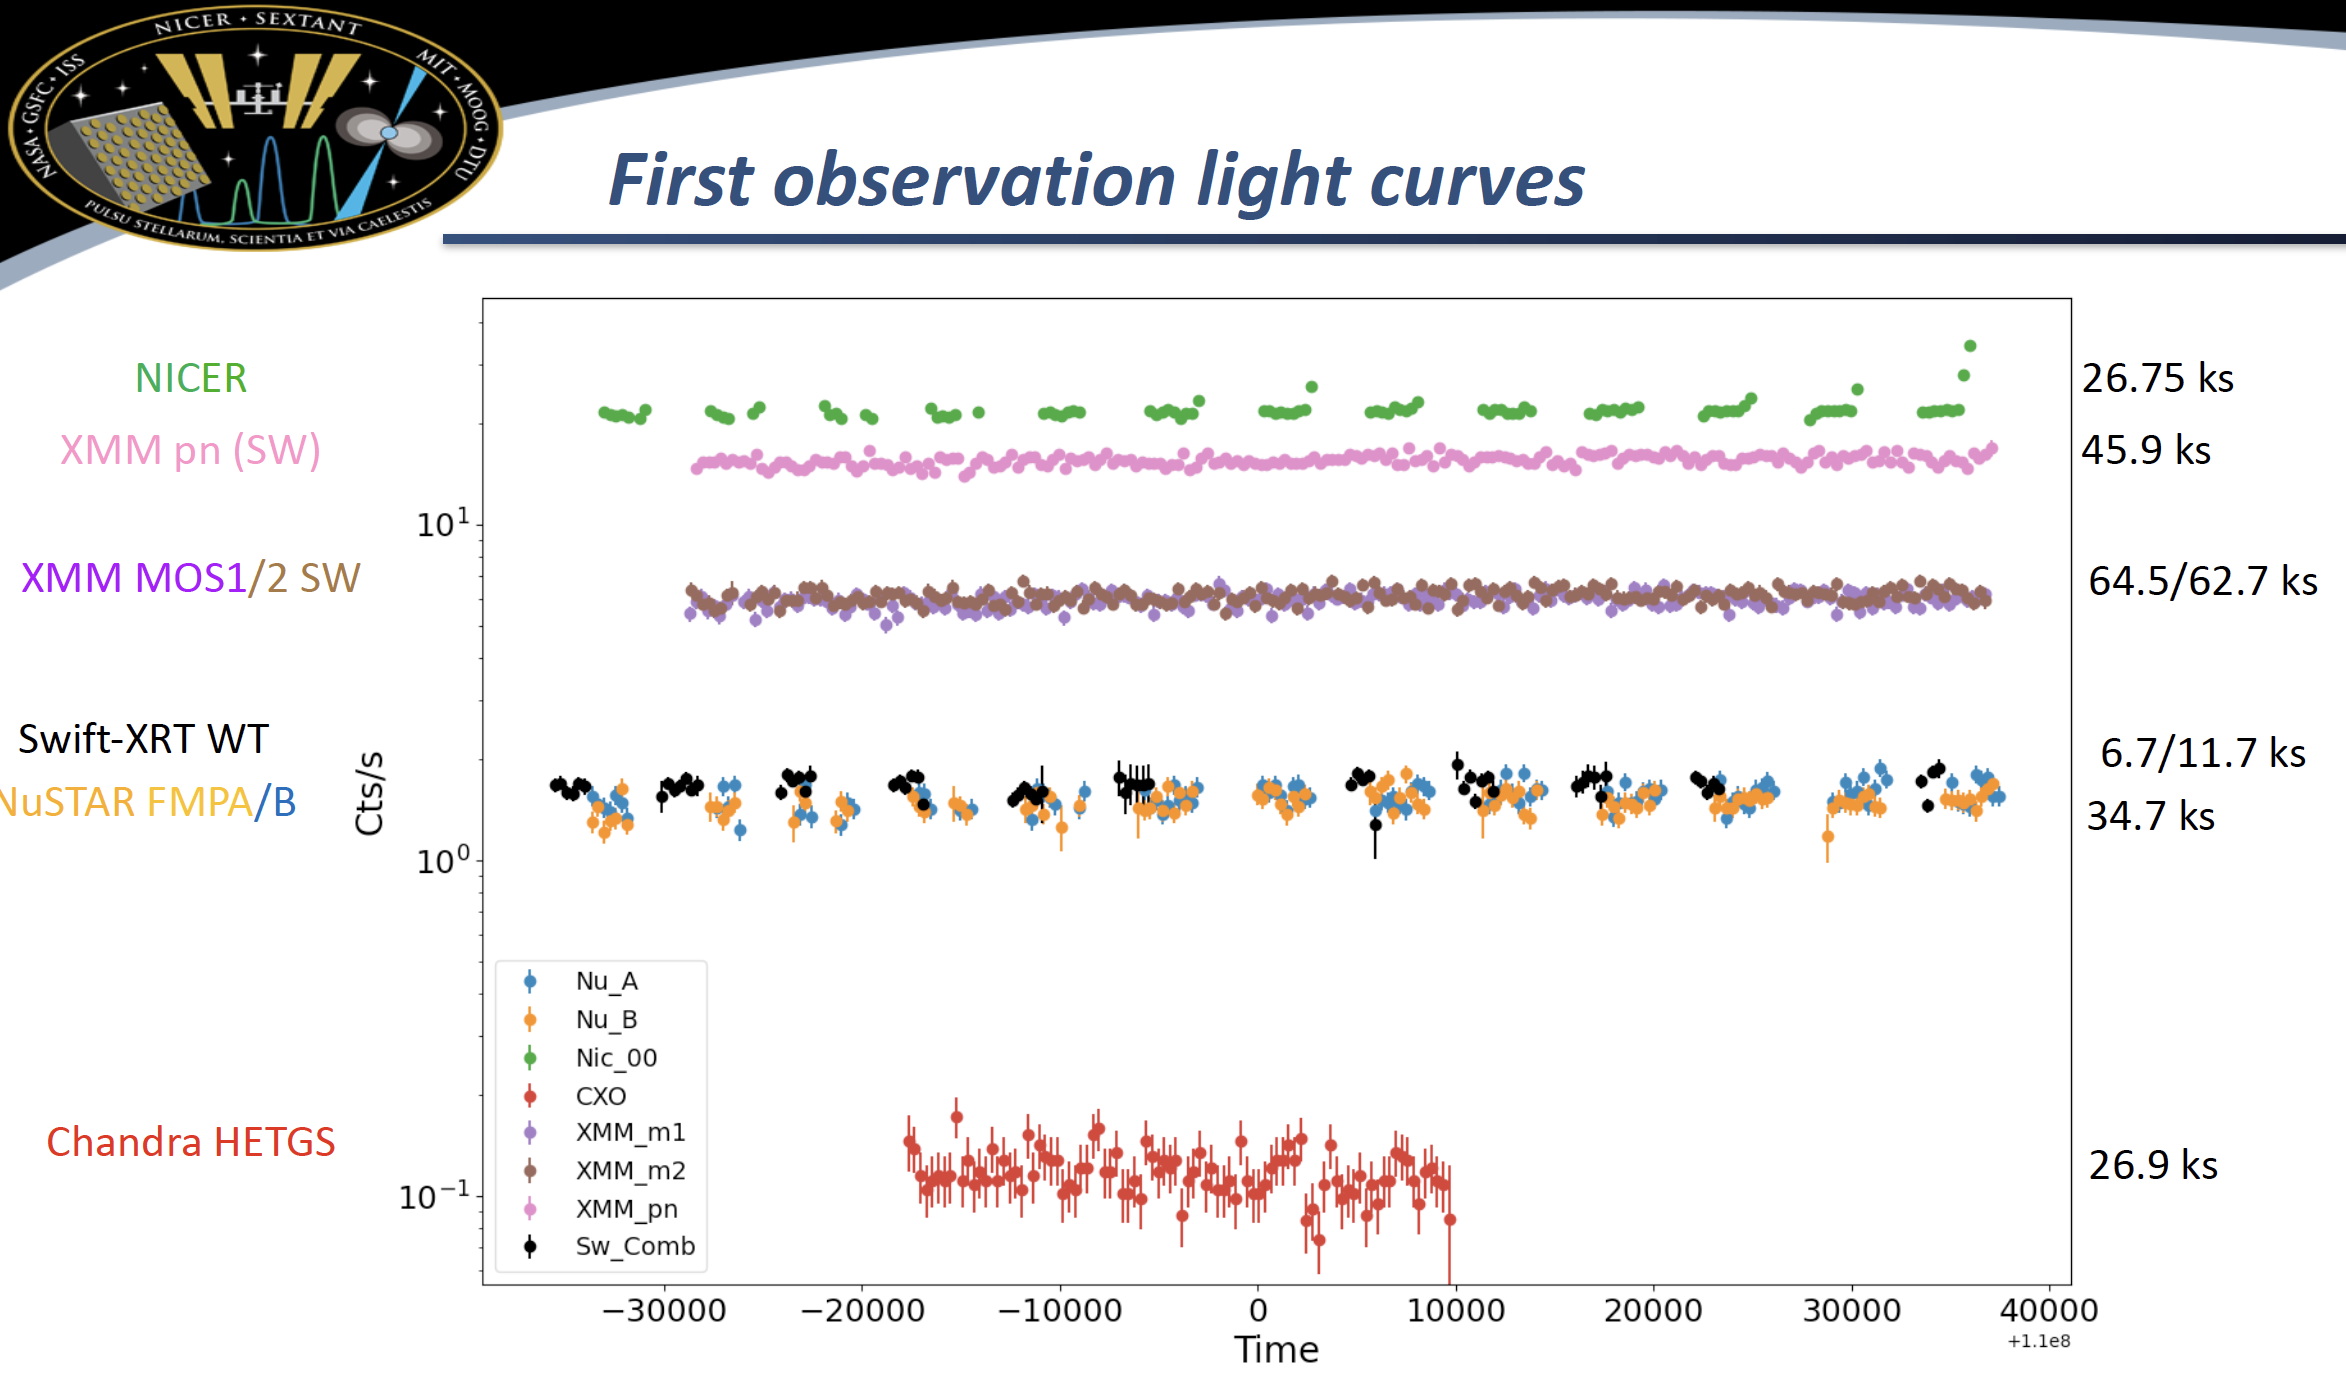 NICER • SEXTANT
NASA • GSFC • ISS
MIT • MOOG • DTU
PULSU STELLARUM, SCIENTIA ET VIA CAELESTIS
First observation light curves
NICER
26.75 ks
XMM pn (SW)
45.9 ks
10¹
XMM MOS1/2 SW
64.5/62.7 ks
Swift-XRT WT
6.7/11.7 ks
NuSTAR FMPA/B
34.7 ks
Cts/s
10⁰
Nu_A
Nu_B
Nic_00
CXO
XMM_m1
XMM_m2
XMM_pn
Sw_Comb
Chandra HETGS
26.9 ks
10⁻¹
−30000 −20000 −10000 0 10000 20000 30000 40000
+1.1e8
Time